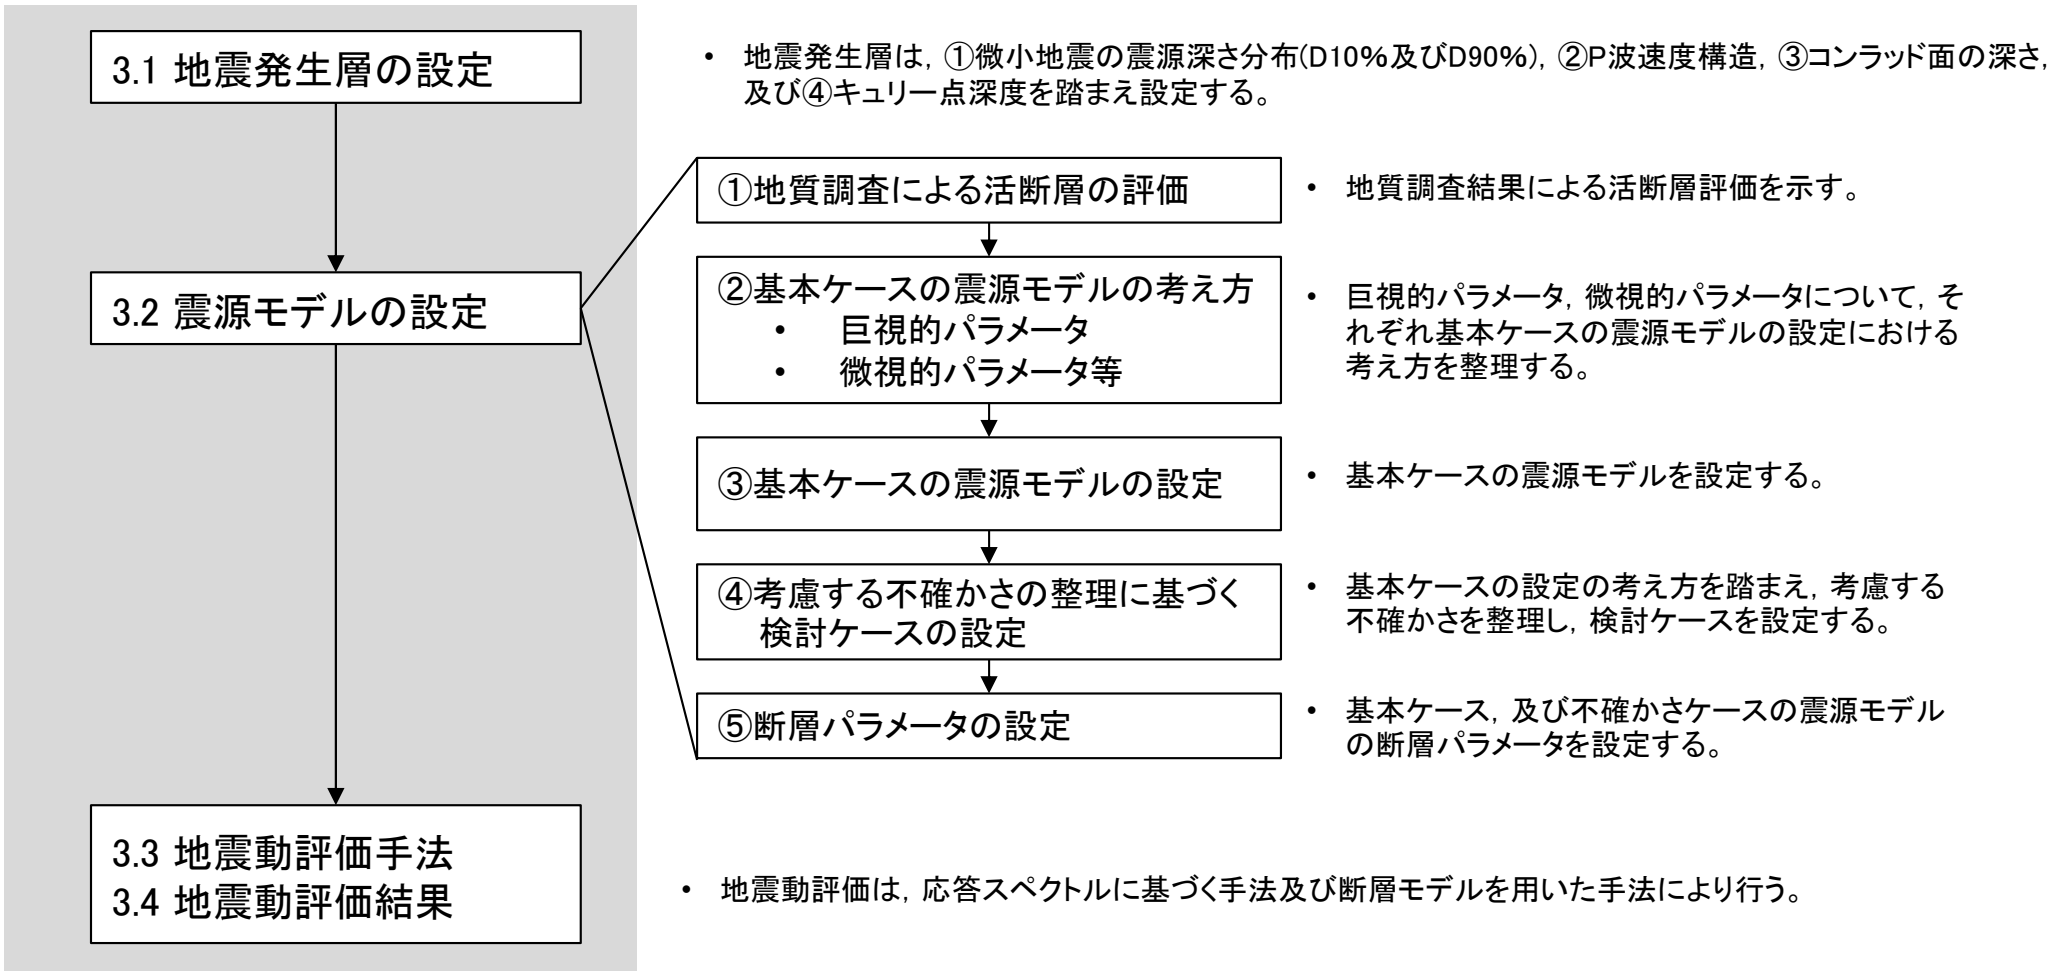 3.1 地震発生層の設定
• 地震発生層は，①微小地震の震源深さ分布(D10%及びD90%)，②P波速度構造，③コンラッド面の深さ，
及び④キュリー点深度を踏まえ設定する。
①地質調査による活断層の評価
• 地質調査結果による活断層評価を示す。
3.2 震源モデルの設定
②基本ケースの震源モデルの考え方
• 巨視的パラメータ
• 微視的パラメータ等
• 巨視的パラメータ，微視的パラメータについて，そ
れぞれ基本ケースの震源モデルの設定における
考え方を整理する。
③基本ケースの震源モデルの設定
• 基本ケースの震源モデルを設定する。
④考慮する不確かさの整理に基づく
検討ケースの設定
• 基本ケースの設定の考え方を踏まえ，考慮する
不確かさを整理し，検討ケースを設定する。
⑤断層パラメータの設定
• 基本ケース，及び不確かさケースの震源モデル
の断層パラメータを設定する。
3.3 地震動評価手法
3.4 地震動評価結果
• 地震動評価は，応答スペクトルに基づく手法及び断層モデルを用いた手法により行う。